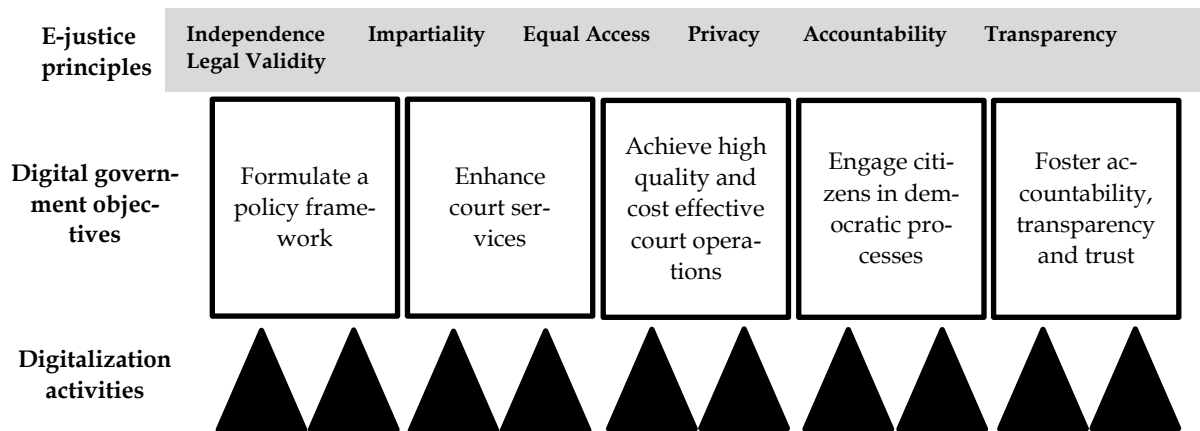 E-justice
principles
Independence Impartiality Equal Access Privacy Accountability Transparency
Legal Validity
Digital govern-
ment objec-
tives
Formulate a
policy frame-
work
Enhance
court ser-
vices
Achieve high
quality and
cost effective
court opera-
tions
Engage citi-
zens in dem-
ocratic pro-
cesses
Foster ac-
countability,
transparency
and trust
Digitalization
activities